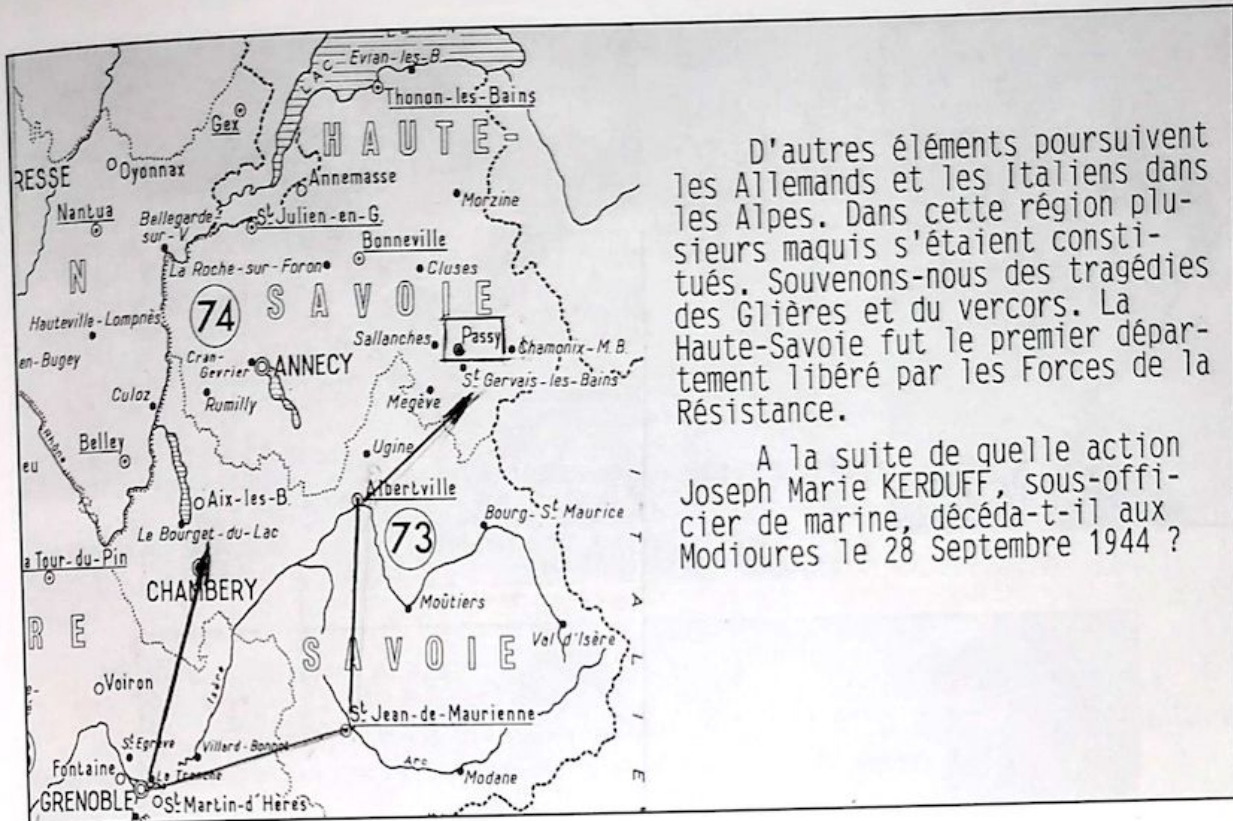 LAC
Evian-les-B.
Thonon-les-Bains
Gex
HAUTE-
RESSE
Oyonnax
Annemasse
Morzine
Nantua
Bellegarde
sur-V
St Julien-en-G.
Bonneville
N
La Roche-sur-Foron
Cluses
74
SAVOIE
Hauteville-Lompnès
Sallanches
Passy
Chamonix-M.B.
en-Bugey
Cran-
Gevrier
ANNECY
St Gervais-les-Bains
Culoz
Rumilly
Megève
Rhône
Belley
Ugine
eu
Aix-les-B.
Albertville
Bourg-St Maurice
Le Bourget-du-Lac
73
a Tour-du-Pin
CHAMBERY
Moûtiers
RE
SAVOIE
Val d'Isère
ITALIE
Voiron
Isère
St Jean-de-Maurienne
St Egrève
Villard-Bonnot
Fontaine
La Tronche
Arc
Modane
GRENOBLE
St Martin-d'Hères
D'autres éléments poursuivent
les Allemands et les Italiens dans
les Alpes. Dans cette région plu-
sieurs maquis s'étaient consti-
tués. Souvenons-nous des tragédies
des Glières et du vercors. La
Haute-Savoie fut le premier dépar-
tement libéré par les Forces de la
Résistance.
A la suite de quelle action
Joseph Marie KERDUFF, sous-offi-
cier de marine, décéda-t-il aux
Modioures le 28 Septembre 1944 ?